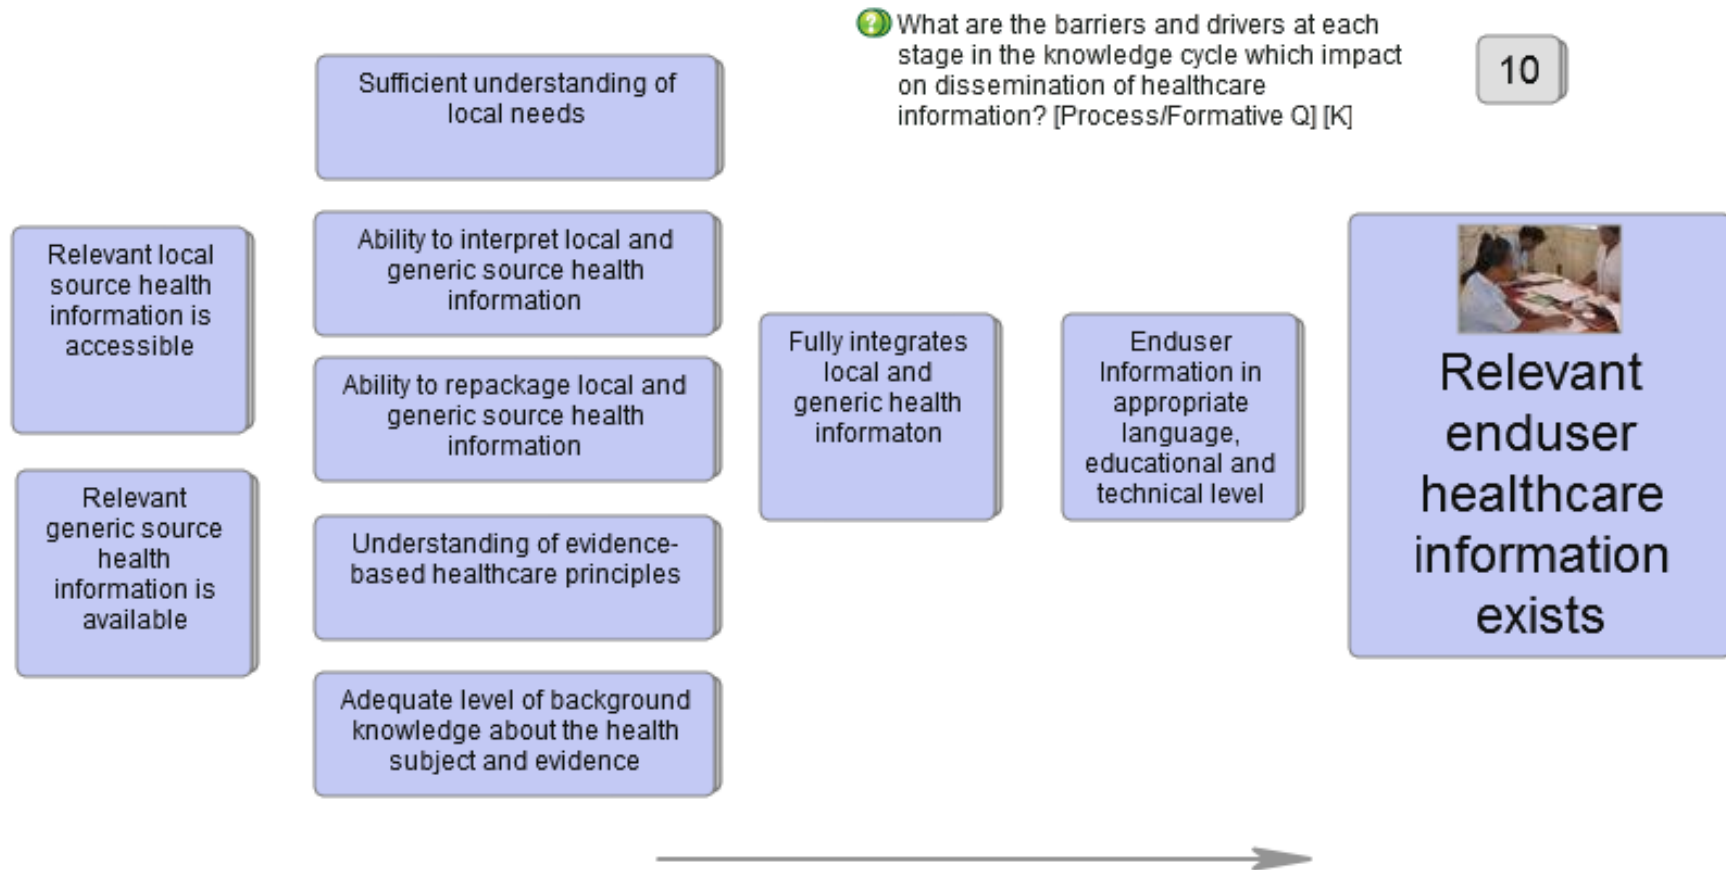 What are the barriers and drivers at each
stage in the knowledge cycle which impact
on dissemination of healthcare
information? [Process/Formative Q] [K]
10
Relevant local
source health
information is
accessible
Relevant
generic source
health
information is
available
Sufficient understanding of
local needs
Ability to interpret local and
generic source health
information
Ability to repackage local and
generic source health
information
Understanding of evidence-
based healthcare principles
Adequate level of background
knowledge about the health
subject and evidence
Fully integrates
local and
generic health
informaton
Enduser
Information in
appropriate
language,
educational and
technical level
Relevant
enduser
healthcare
information
exists